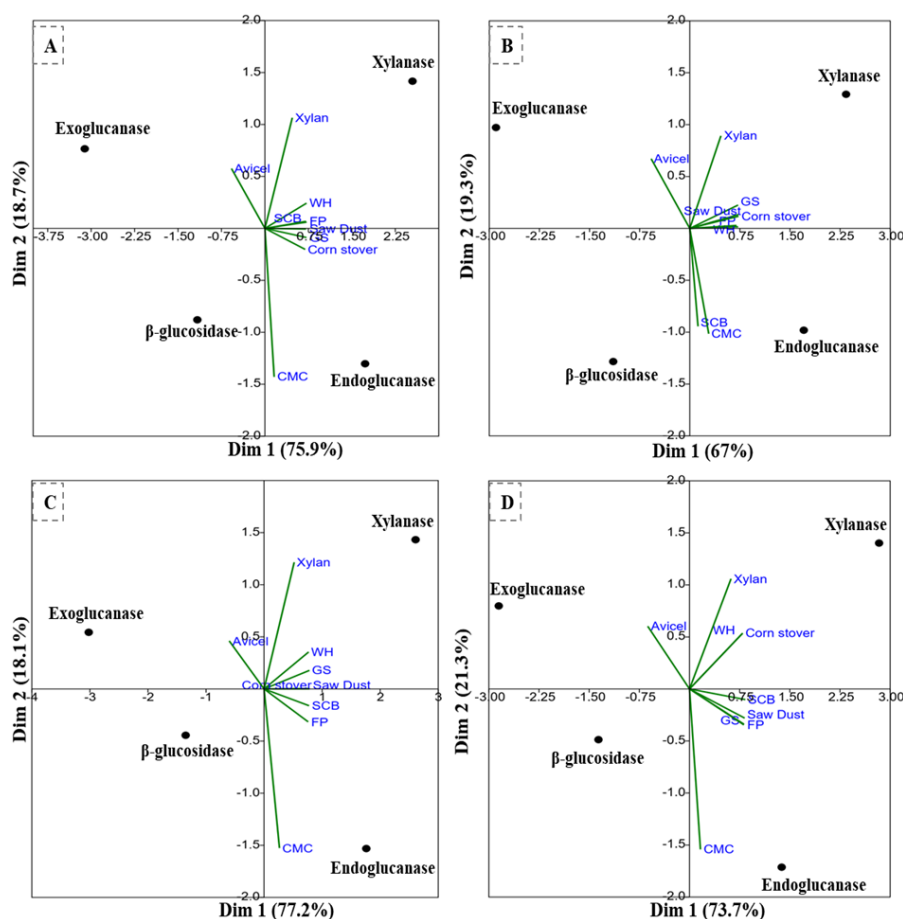 A
2.0
Xylanase
1.5
Exoglucanase
1.0
Xylan
Avicel
0.5
WH
SCB
FP
Saw Dust
-3.75
-3.00
-1.50
-0.75
0.75
2.25
GS
Corn stover
-0.5
β-glucosidase
-1.0
Endoglucanase
CMC
-1.5
-2.0
Dim 2 (18.7%)
Dim 1 (75.9%)
B
2.0
1.5
Xylanase
Exoglucanase
1.0
Xylan
Avicel
0.5
GS
Saw Dust
Corn stover
FP
WH
-3.00
-2.25
-1.50
-0.75
0.75
1.50
2.25
3.00
-0.5
SCB
CMC
-1.0
Endoglucanase
β-glucosidase
-1.5
2.0
Dim 2 (19.3%)
Dim 1 (67%)
C
Xylanase
1.5
Xylan
1.0
Exoglucanase
Avicel
0.5
WH
GS
Corn stover
Saw Dust
-4
-3
-2
-1
1
2
3
4
SCB
FP
-0.5
β-glucosidase
-1.0
-1.5
CMC
Endoglucanase
-2.0
Dim 2 (18.1%)
Dim 1 (77.2%)
D
2.0
Xylanase
1.5
Exoglucanase
1.0
Xylan
Avicel
0.5
WH
Corn stover
-3.00
-2.25
-1.50
-0.75
0.75
1.50
2.25
3.00
SCB
Saw Dust
GS
FP
-0.5
β-glucosidase
-1.0
CMC
-1.5
Endoglucanase
-2.0
Dim 2 (21.3%)
Dim 1 (73.7%)